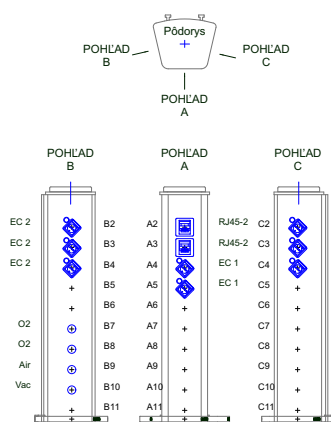 Pôdorys
POHĽAD
B
POHĽAD
C
POHĽAD
A
POHĽAD
B
POHĽAD
A
POHĽAD
C
EC 2 B2 A2 RJ45-2 C2
EC 2 B3 A3 RJ45-2 C3
EC 2 B4 A4 EC 1 C4
B5 A5 EC 1 C5
B6 A6 C6
O2 B7 A7 C7
O2 B8 A8 C8
Air B9 A9 C9
Vac B10 A10 C10
B11 A11 C11